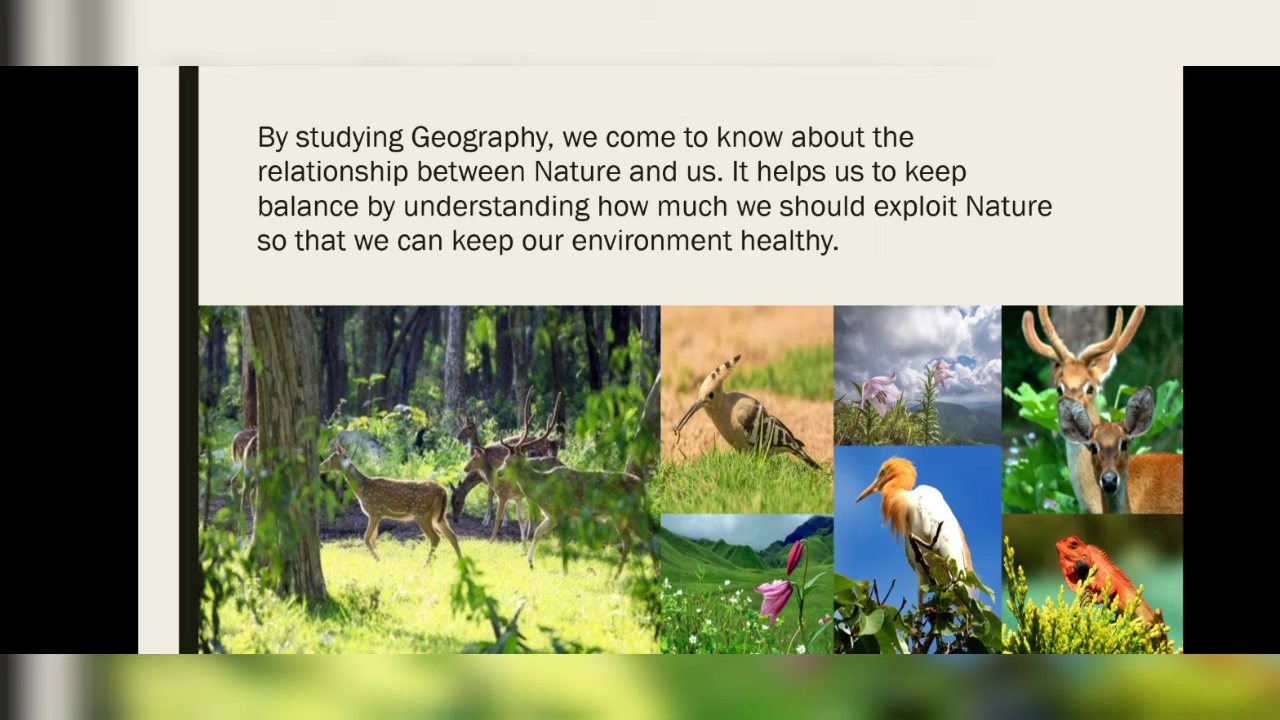 By studying Geography, we come to know about the
relationship between Nature and us. It helps us to keep
balance by understanding how much we should exploit Nature
so that we can keep our environment healthy.